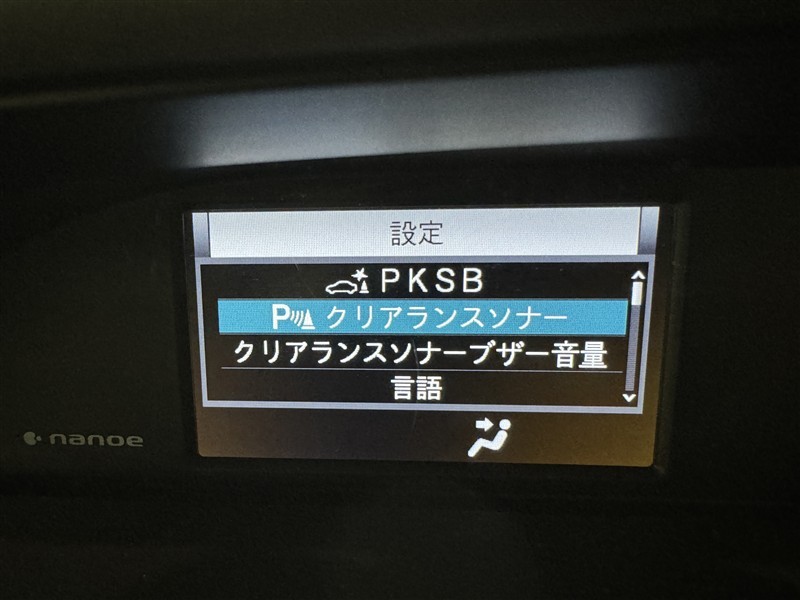 設定
PKSB
P クリアランスソナー
クリアランスソナーブザー音量
言語
nanoe